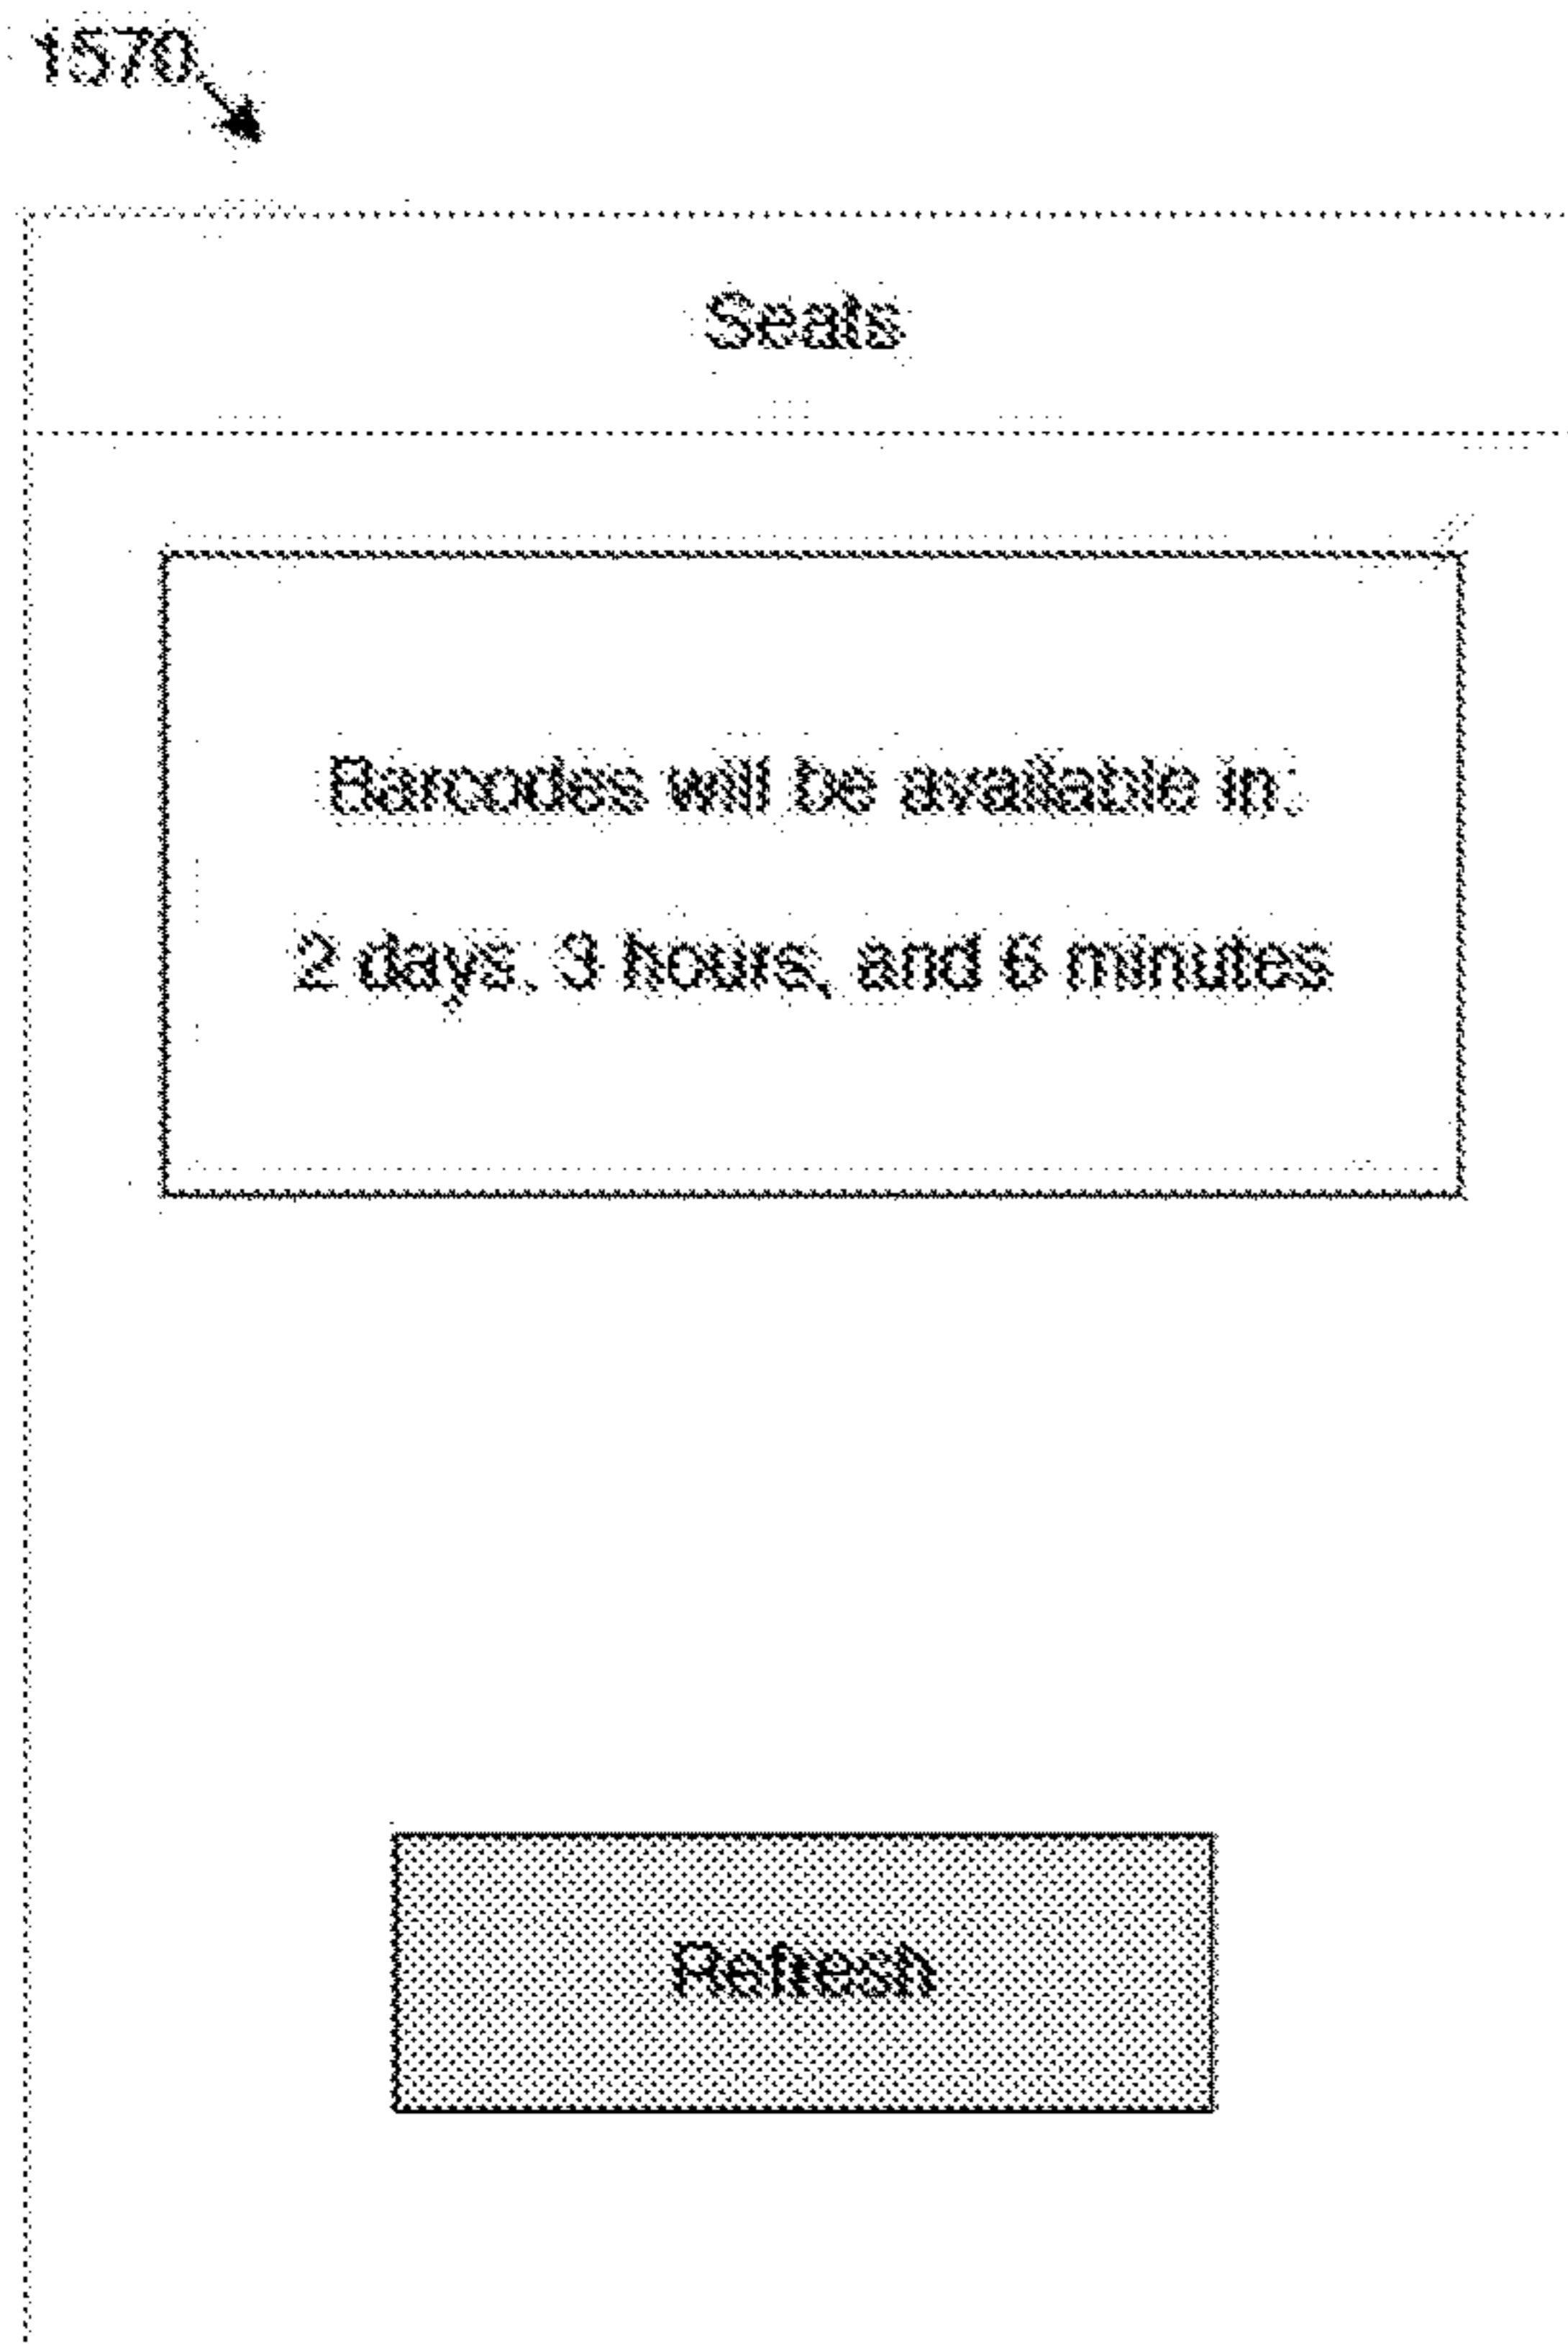 1570
Seats
Barcodes will be available in:
2 days, 3 hours, and 6 minutes
Refresh